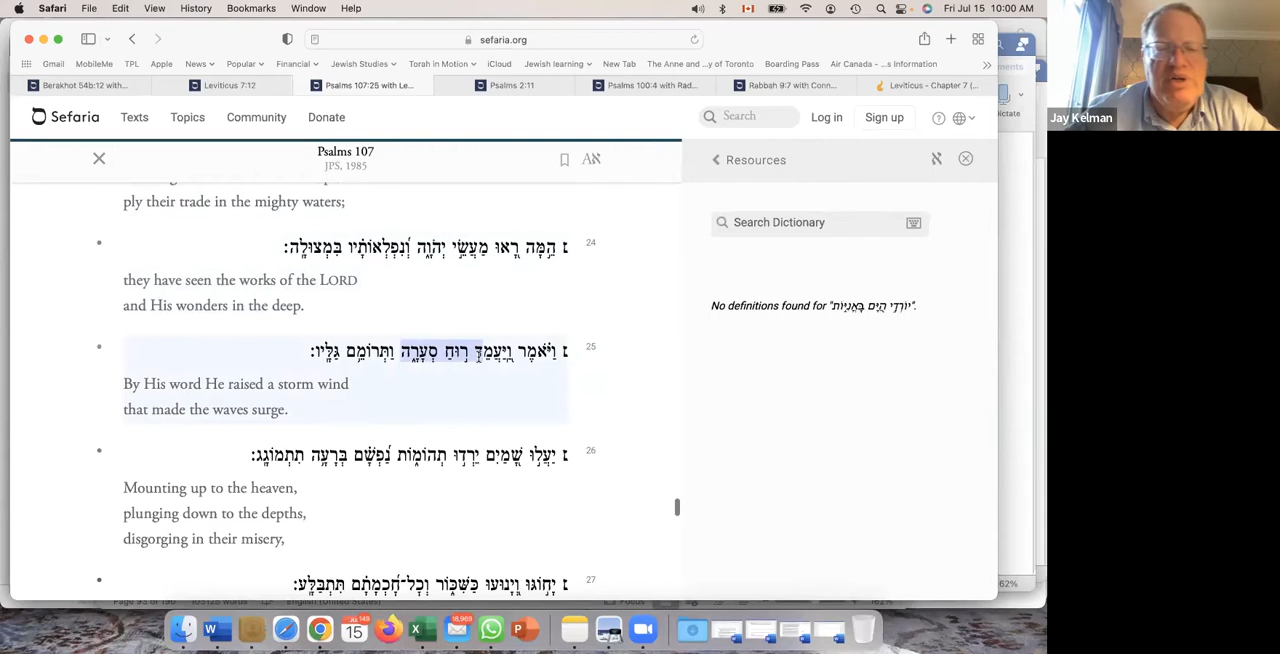 Safari File Edit View History Bookmarks Window Help Fri Jul 15 10:00 AM
sefaria.org
Gmail MobileMe TPL Apple News Popular Financial Jewish Studies Torah in Motion iCloud Jewish learning New Tab The Anne and ...y of Toronto Boarding Pass Air Canada - ...s Information
Berakhot 54b:12 with... Leviticus 7:12 Psalms 107:25 with Le... Psalms 2:11 Psalms 100:4 with Rad... Rabbah 9:7 with Conn... Leviticus - Chapter 7 (...
Sefaria Texts Topics Community Donate Search Log in Sign up
Psalms 107
JPS, 1985
Resources
ply their trade in the mighty waters;
Search Dictionary
24
׆ הֵ֣מָּה רָ֭אוּ מַעֲשֵׂ֣י יְהֹוָ֑ה וְ֝נִפְלְאוֹתָ֗יו בִּמְצוּלָֽה׃
they have seen the works of the LORD
and His wonders in the deep.
No definitions found for "יוֹרְדֵ֣י הַ֭יָּם בׇּאֳנִיּ֑וֹת".
25
׆ וַיֹּ֗אמֶר וַֽ֭יַּעֲמֵד ר֣וּחַ סְעָרָ֑ה וַתְּרוֹמֵ֥ם גַּלָּֽיו׃
By His word He raised a storm wind
that made the waves surge.
26
׆ יַעֲל֣וּ שָׁ֭מַיִם יֵרְד֣וּ תְהוֹמ֑וֹת נַ֝פְשָׁ֗ם בְּרָעָ֥ה תִתְמוֹגָֽג׃
Mounting up to the heaven,
plunging down to the depths,
disgorging in their misery,
27
׆ יָח֣וֹגּוּ וְ֭יָנוּעוּ כַּשִּׁכּ֑וֹר וְכׇל־חׇ֝כְמָתָ֗ם תִּתְבַּלָּֽע׃
Jay Kelman